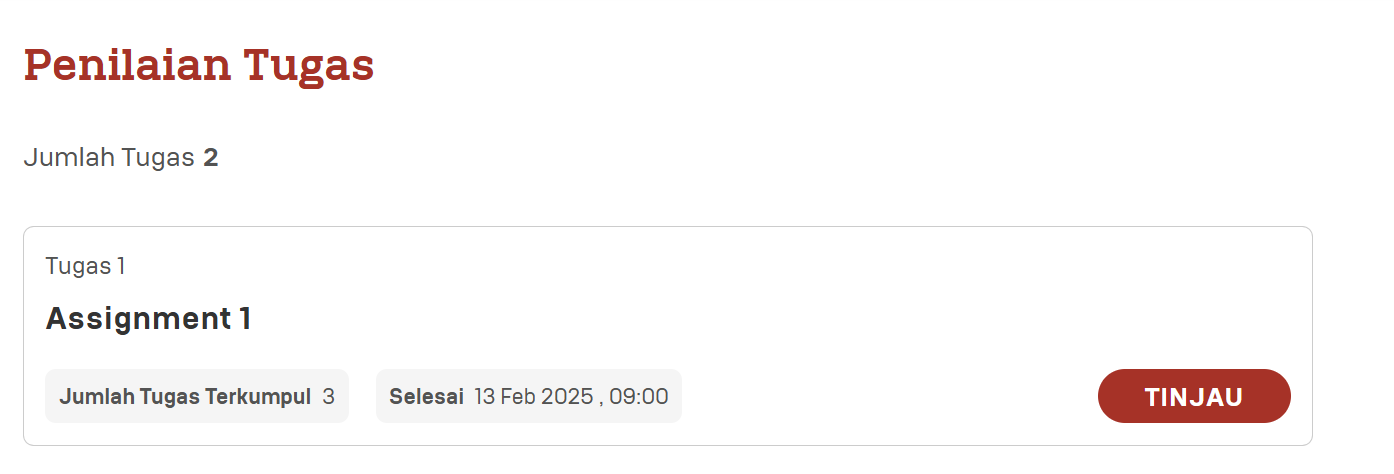 Penilaian Tugas
Jumlah Tugas 2
Tugas 1
Assignment 1
Jumlah Tugas Terkumpul 3
Selesai 13 Feb 2025 , 09:00
TINJAU